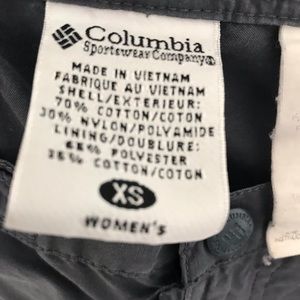 Columbia
Sportswear Company®
MADE IN VIETNAM
FABRIQUE AU VIETNAM
SHELL/EXTERIEUR:
70% COTTON/COTON
30% NYLON/POLYAMIDE
LINING/DOUBLURE:
65% POLYESTER
35% COTTON/COTON
XS
WOMEN'S